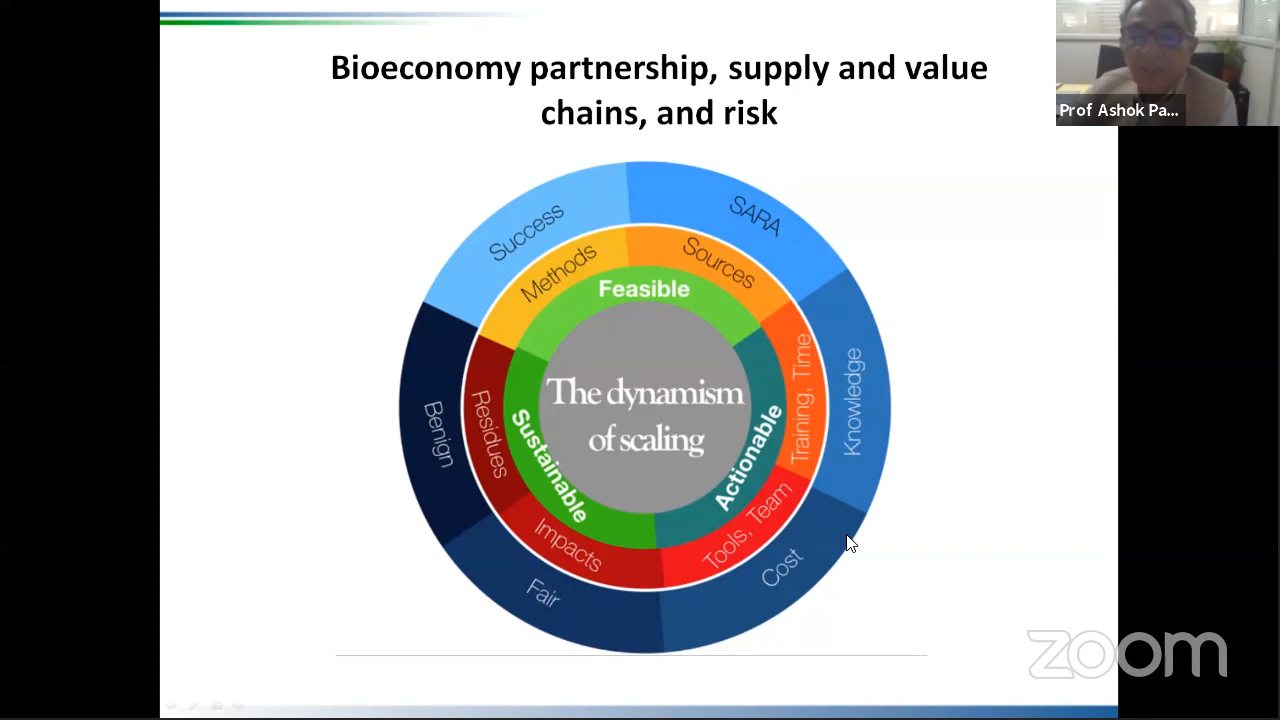 Bioeconomy partnership, supply and value
chains, and risk
Prof Ashok Pa...
Success
SARA
Methods
Sources
Feasible
Training, Time
Knowledge
The dynamism
of scaling
Benign
Residues
Sustainable
Actionable
Tools, Team
Impacts
Cost
Fair
zoom